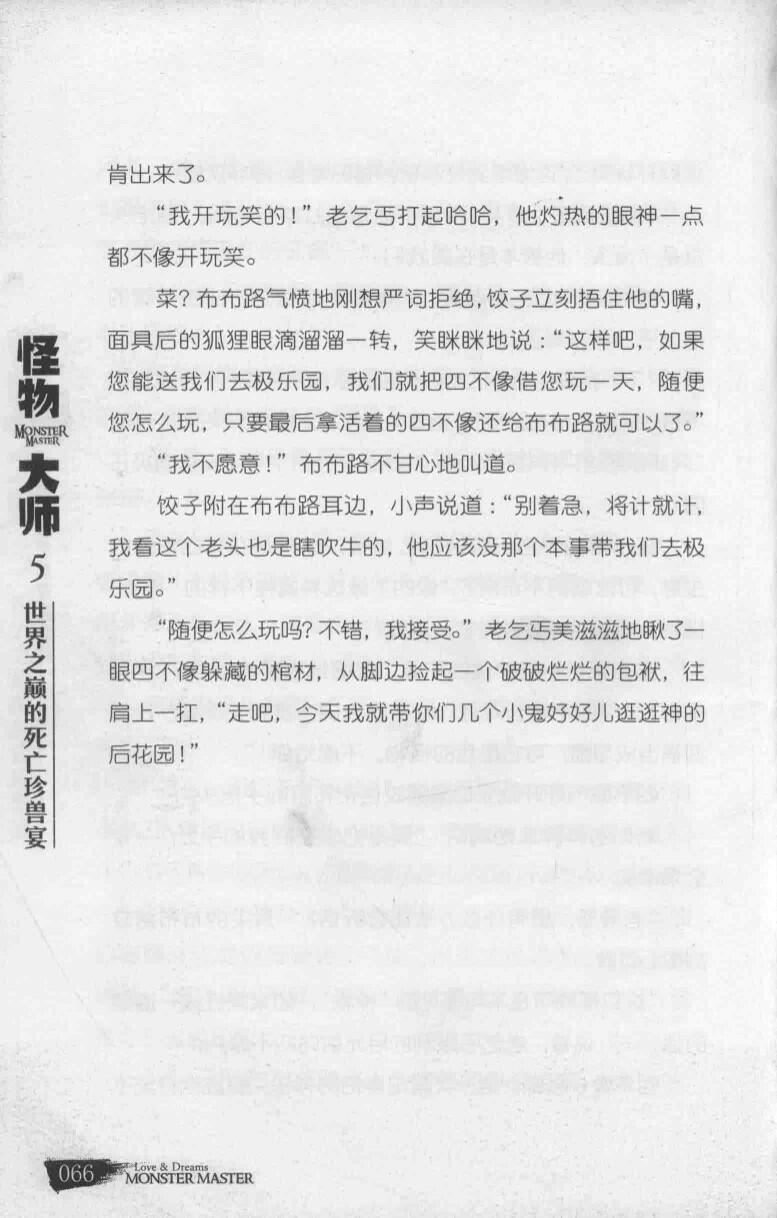 肯出来了。
“我开玩笑的！”老乞丐打起哈哈，他灼热的眼神一点
都不像开玩笑。
菜？布布路气愤地刚想严词拒绝，饺子立刻捂住他的嘴，
面具后的狐狸眼滴溜溜一转，笑眯眯地说：“这样吧，如果
您能送我们去极乐园，我们就把四不像借您玩一天，随便
您怎么玩，只要最后拿活着的四不像还给布布路就可以了。”
“我不愿意！”布布路不甘心地叫道。
饺子附在布布路耳边，小声说道：“别着急，将计就计，
我看这个老头也是瞎吹牛的，他应该没那个本事带我们去极
乐园。”
“随便怎么玩吗？不错，我接受。”老乞丐美滋滋地瞅了一
眼四不像躲藏的棺材，从脚边捡起一个破破烂烂的包袱，往
肩上一扛，“走吧，今天我就带你们几个小鬼好好儿逛逛神的
后花园！”
怪物
MONSTER
MASTER
大师
5
世界之巅的死亡珍兽宴
066
Love & Dreams
MONSTER MASTER